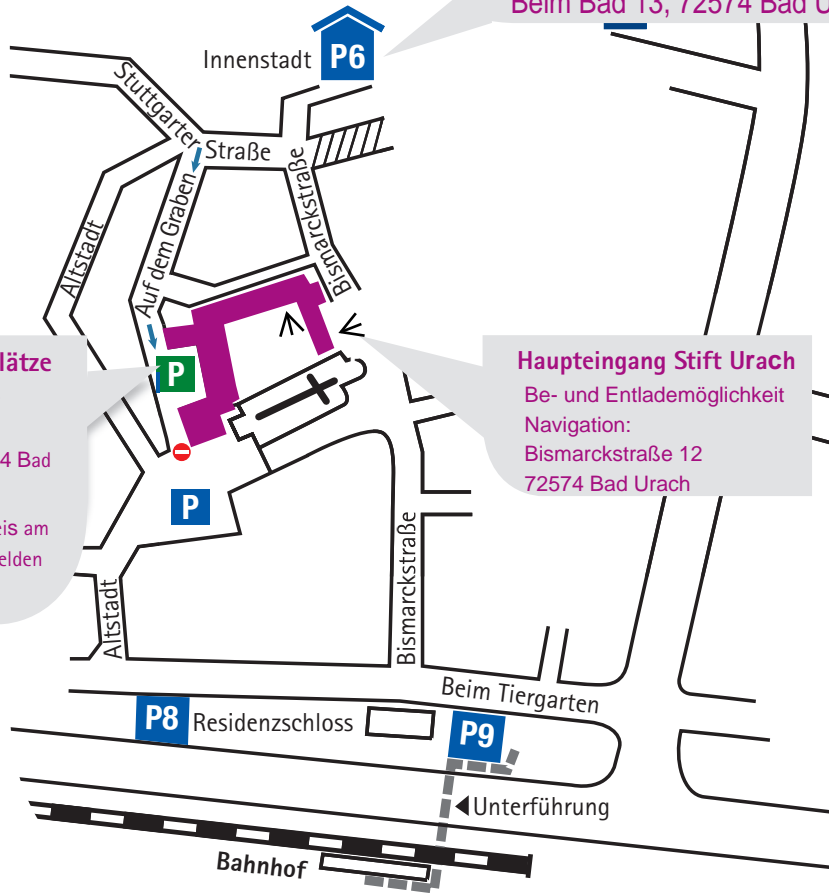 Beim Bad 13, 72574 Bad U
Innenstadt
P6
Stuttgarter
Straße
Auf dem Graben
Bismarckstraße
Altstadt
lätze
P
4 Bad
eis am
elden
Haupteingang Stift Urach
Be- und Entlademöglichkeit
Navigation:
Bismarckstraße 12
72574 Bad Urach
P
Bismarckstraße
Altstadt
Beim Tiergarten
P8
Residenzschloss
P9
Unterführung
Bahnhof